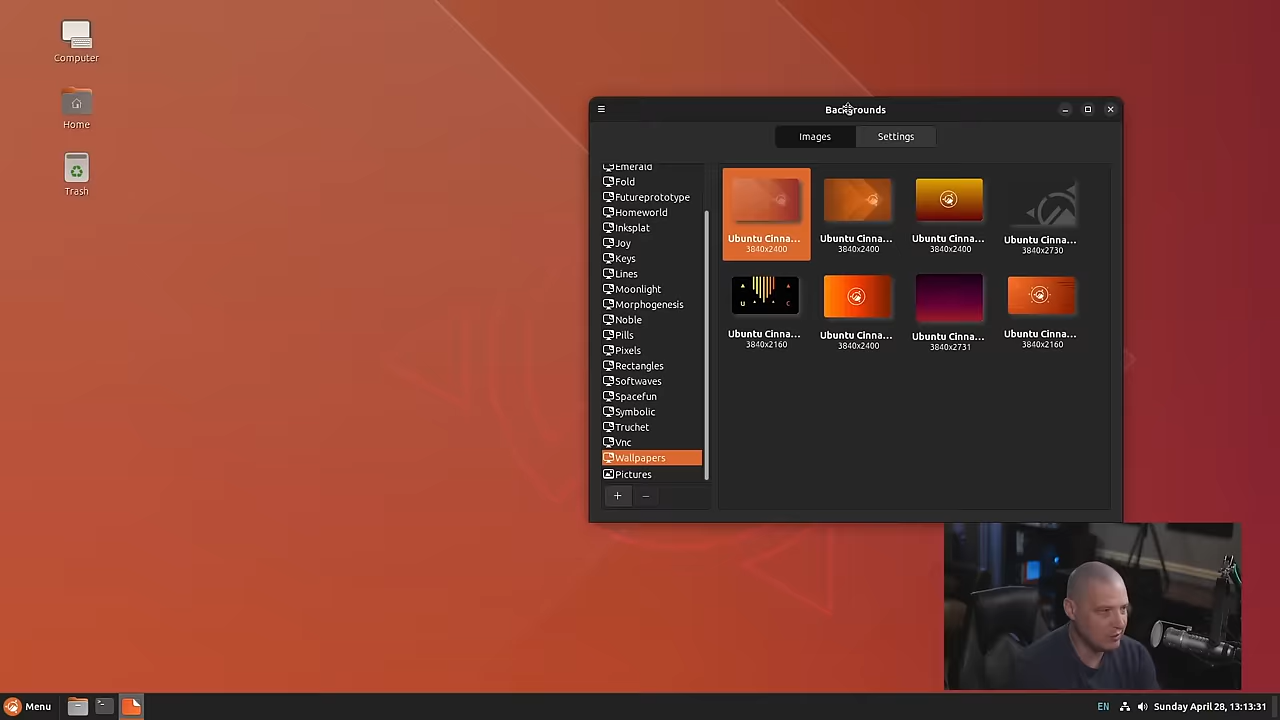 Computer
Home
Trash
Backgrounds
Images
Settings
Emerald
Fold
Futureprototype
Homeworld
Inksplat
Joy
Keys
Lines
Moonlight
Morphogenesis
Noble
Pills
Pixels
Rectangles
Softwaves
Spacefun
Symbolic
Truchet
Vnc
Wallpapers
Pictures
Ubuntu Cinna... Ubuntu Cinna... Ubuntu Cinna... Ubuntu Cinna...
3840x2400 3840x2400 3840x2400 3840x2730
U C
Ubuntu Cinna... Ubuntu Cinna... Ubuntu Cinna... Ubuntu Cinna...
3840x2160 3840x2400 3840x2731 3840x2160
Menu
EN
Sunday April 28, 13:13:31